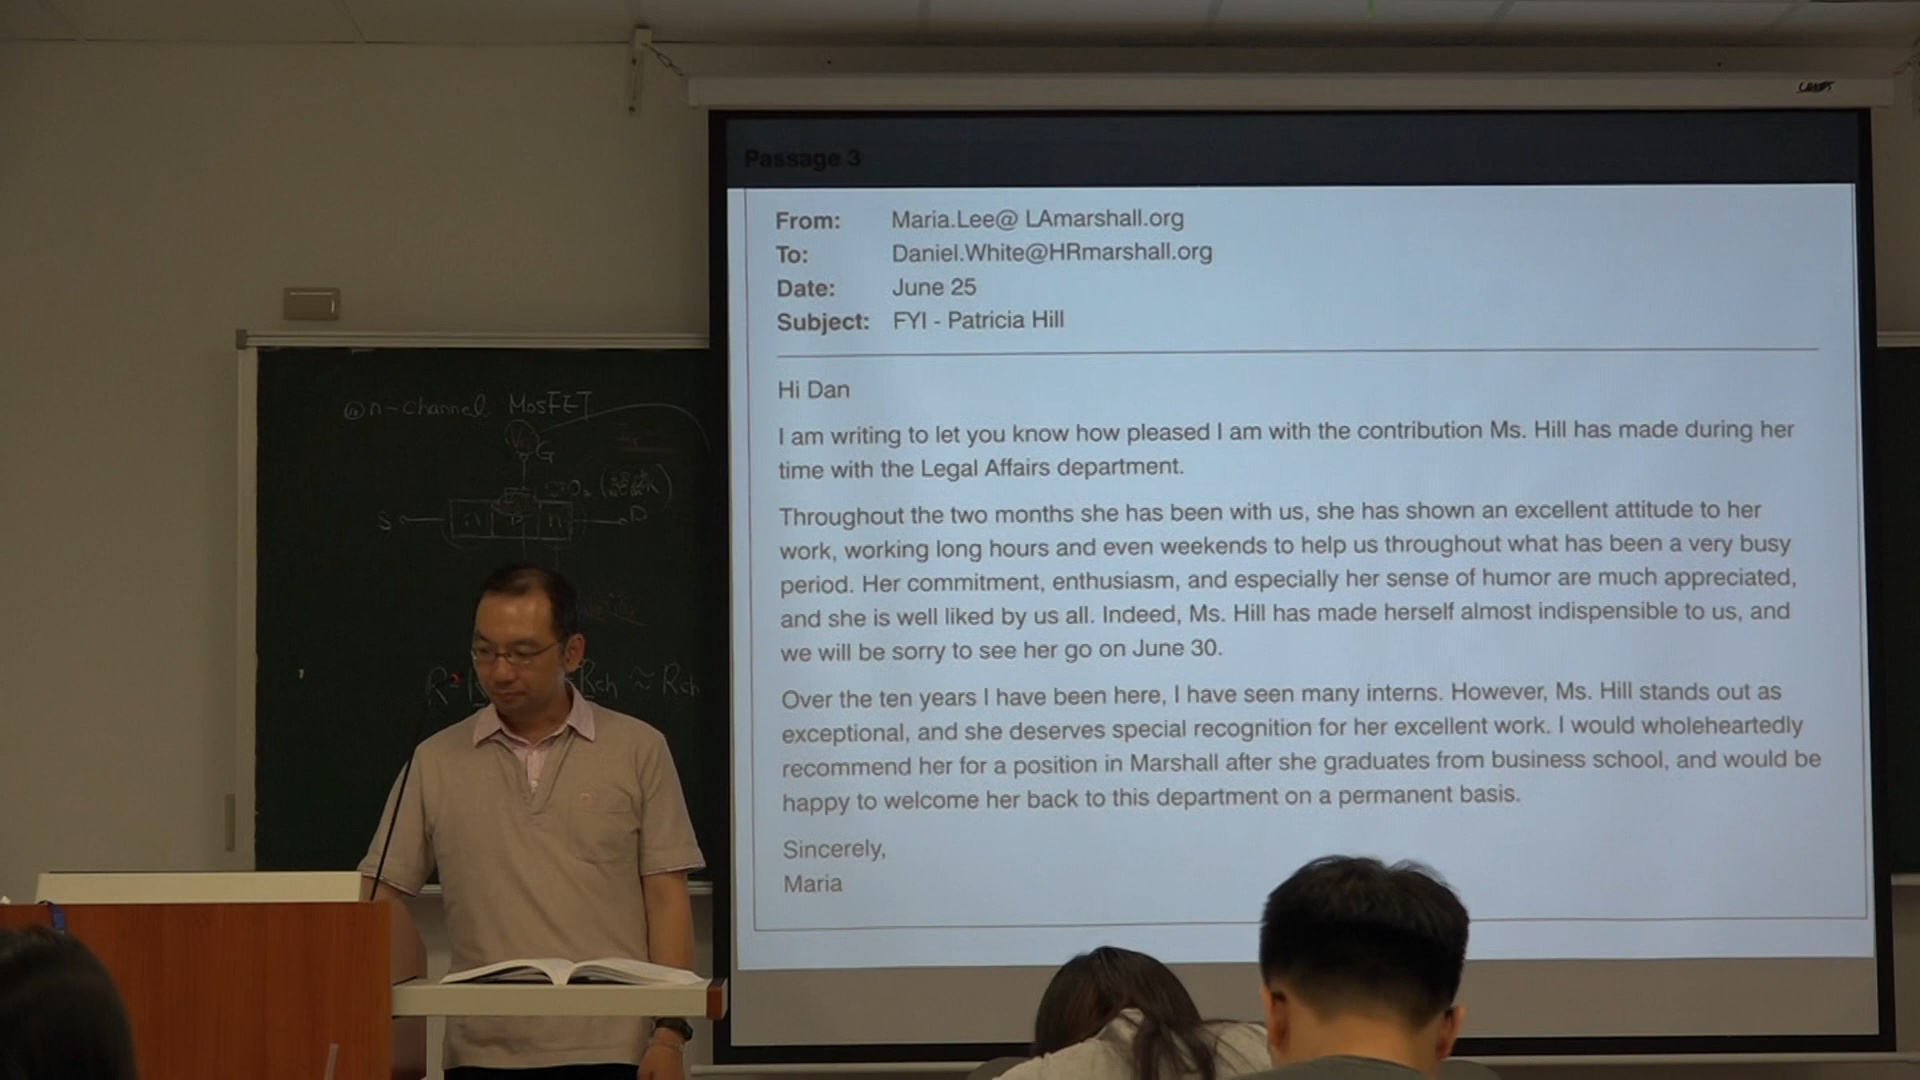 Passage 3
From: Maria.Lee@ LAmarshall.org
To: Daniel.White@HRmarshall.org
Date: June 25
Subject: FYI - Patricia Hill
Hi Dan
I am writing to let you know how pleased I am with the contribution Ms. Hill has made during her
time with the Legal Affairs department.
Throughout the two months she has been with us, she has shown an excellent attitude to her
work, working long hours and even weekends to help us throughout what has been a very busy
period. Her commitment, enthusiasm, and especially her sense of humor are much appreciated,
and she is well liked by us all. Indeed, Ms. Hill has made herself almost indispensible to us, and
we will be sorry to see her go on June 30.
Over the ten years I have been here, I have seen many interns. However, Ms. Hill stands out as
exceptional, and she deserves special recognition for her excellent work. I would wholeheartedly
recommend her for a position in Marshall after she graduates from business school, and would be
happy to welcome her back to this department on a permanent basis.
Sincerely,
Maria
n-channel MosFET
G
S
n
D
Rch ≈ Rch